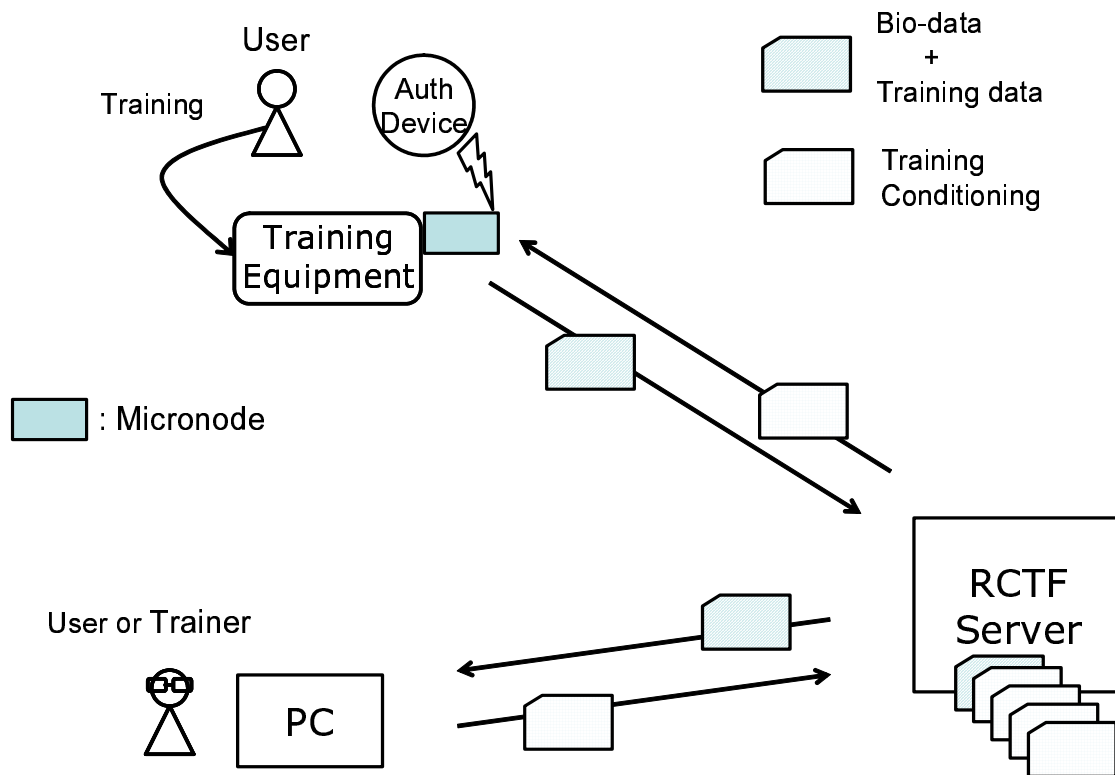 User
Training
Auth
Device
Bio-data
+
Training data
Training
Conditioning
Training
Equipment
: Micronode
RCTF
Server
User or Trainer
PC